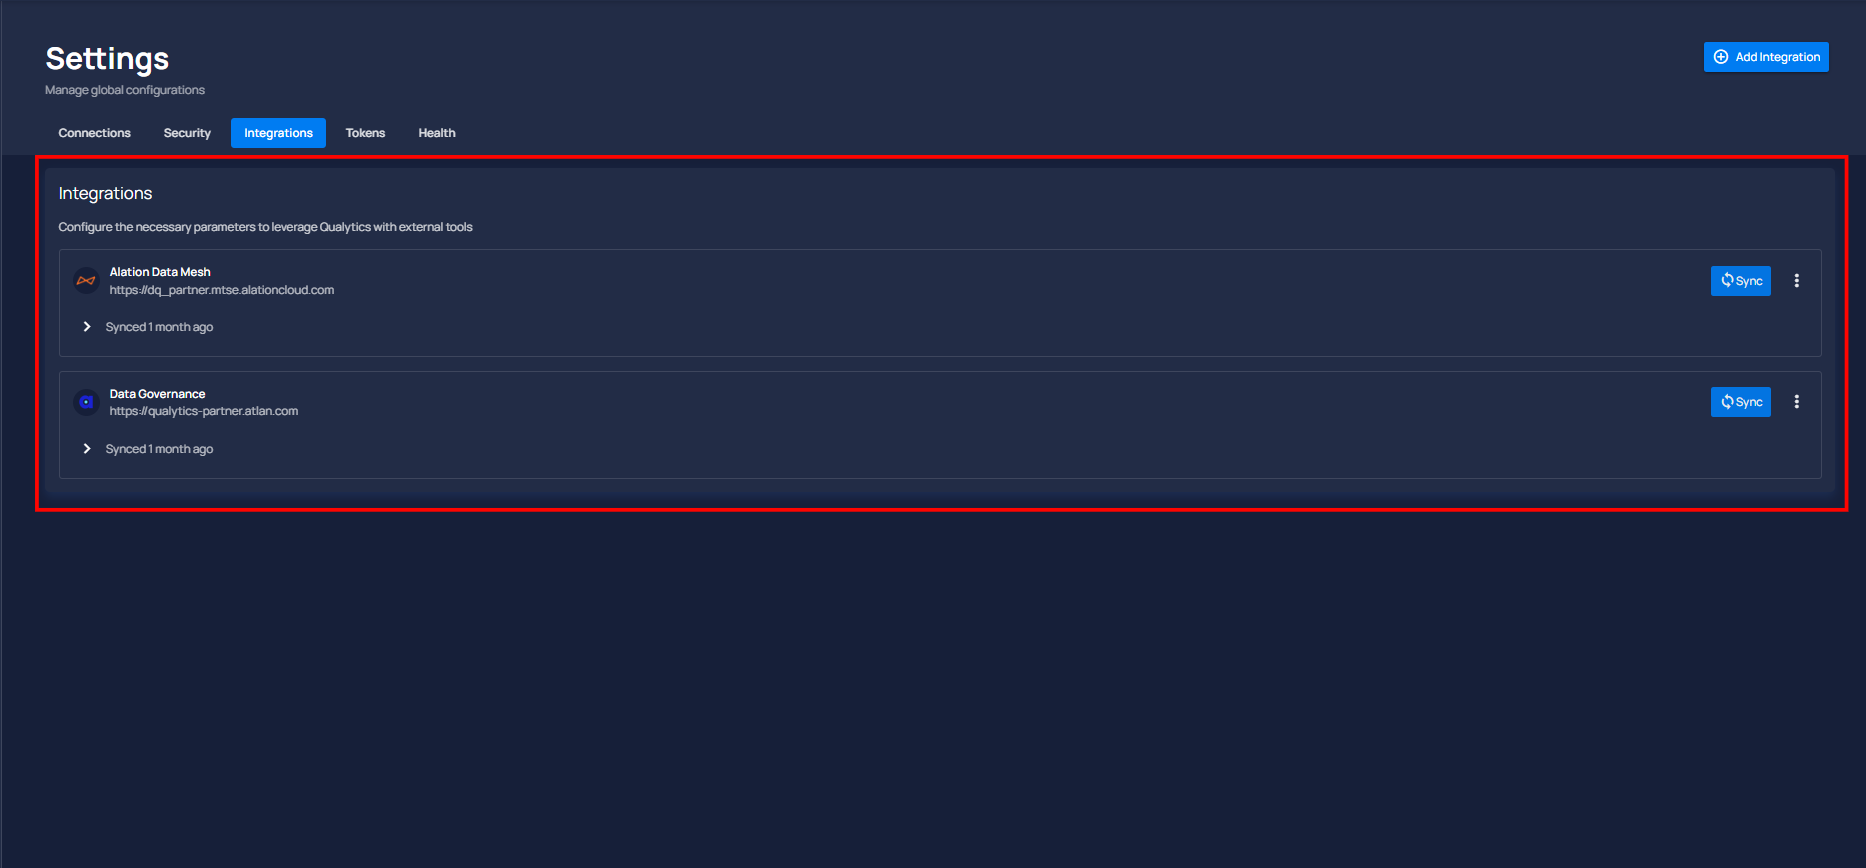 Settings
Add Integration
Manage global configurations
Connections Security Integrations Tokens Health
Integrations
Configure the necessary parameters to leverage Qualytics with external tools
Alation Data Mesh
https://dq_partner.mtse.alationcloud.com
Sync
Synced 1 month ago
Data Governance
https://qualytics-partner.atlan.com
Sync
Synced 1 month ago